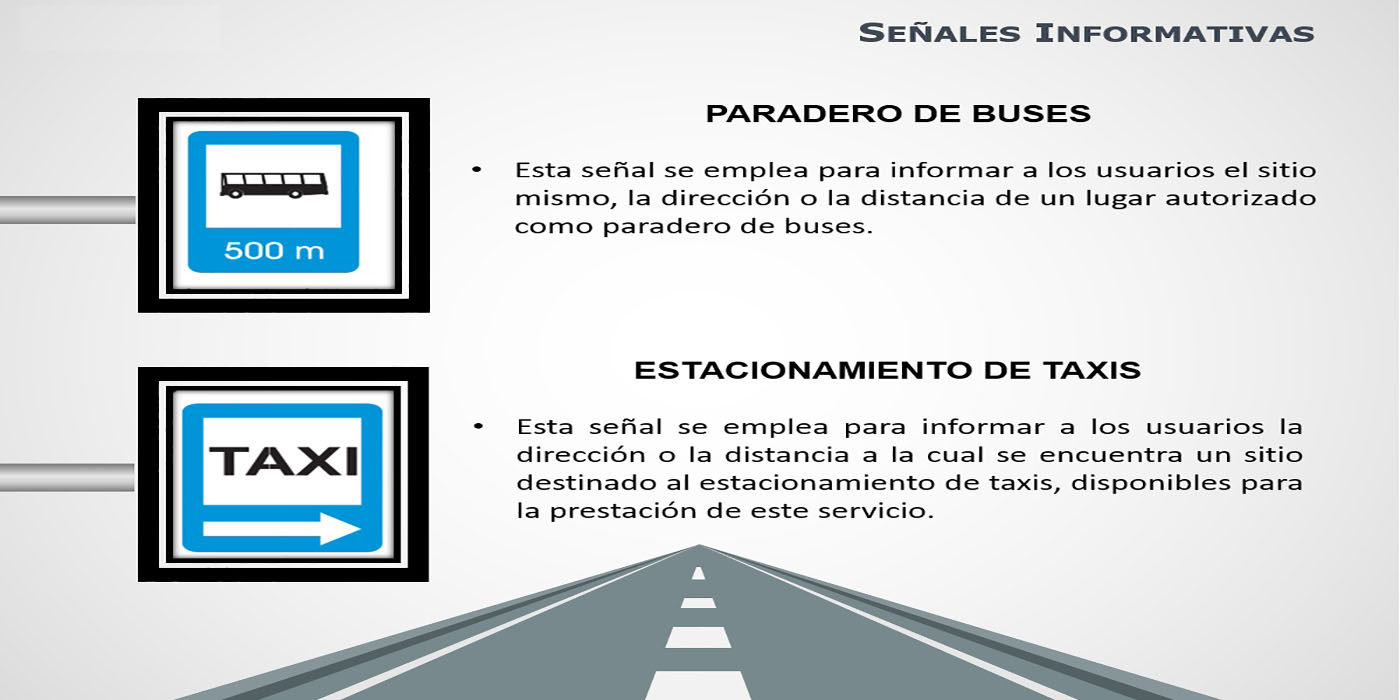 SEÑALES INFORMATIVAS
PARADERO DE BUSES
• Esta señal se emplea para informar a los usuarios el sitio
mismo, la dirección o la distancia de un lugar autorizado
como paradero de buses.
500 m
ESTACIONAMIENTO DE TAXIS
• Esta señal se emplea para informar a los usuarios la
dirección o la distancia a la cual se encuentra un sitio
destinado al estacionamiento de taxis, disponibles para
la prestación de este servicio.
TAXI